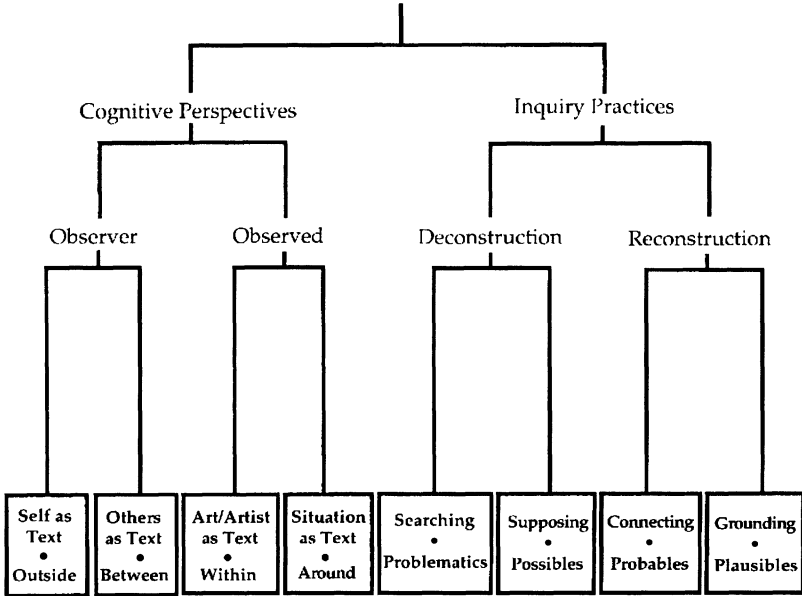 Cognitive Perspectives
Inquiry Practices
Observer
Observed
Deconstruction
Reconstruction
Self as
Text
•
Outside
Others
as Text
•
Between
Art/Artist
as Text
•
Within
Situation
as Text
•
Around
Searching
•
Problematics
Supposing
•
Possibles
Connecting
•
Probables
Grounding
•
Plausibles